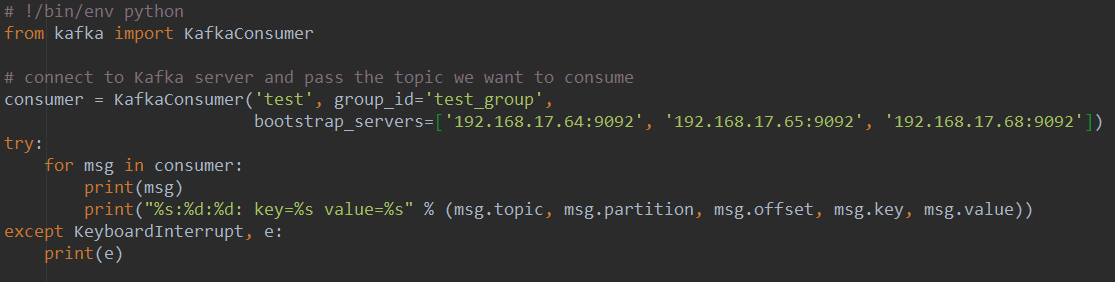 # !/bin/env python
from kafka import KafkaConsumer

# connect to Kafka server and pass the topic we want to consume
consumer = KafkaConsumer('test', group_id='test_group',
                         bootstrap_servers=['192.168.17.64:9092', '192.168.17.65:9092', '192.168.17.68:9092'])
try:
    for msg in consumer:
        print(msg)
        print("%s:%d:%d: key=%s value=%s" % (msg.topic, msg.partition, msg.offset, msg.key, msg.value))
except KeyboardInterrupt, e:
    print(e)